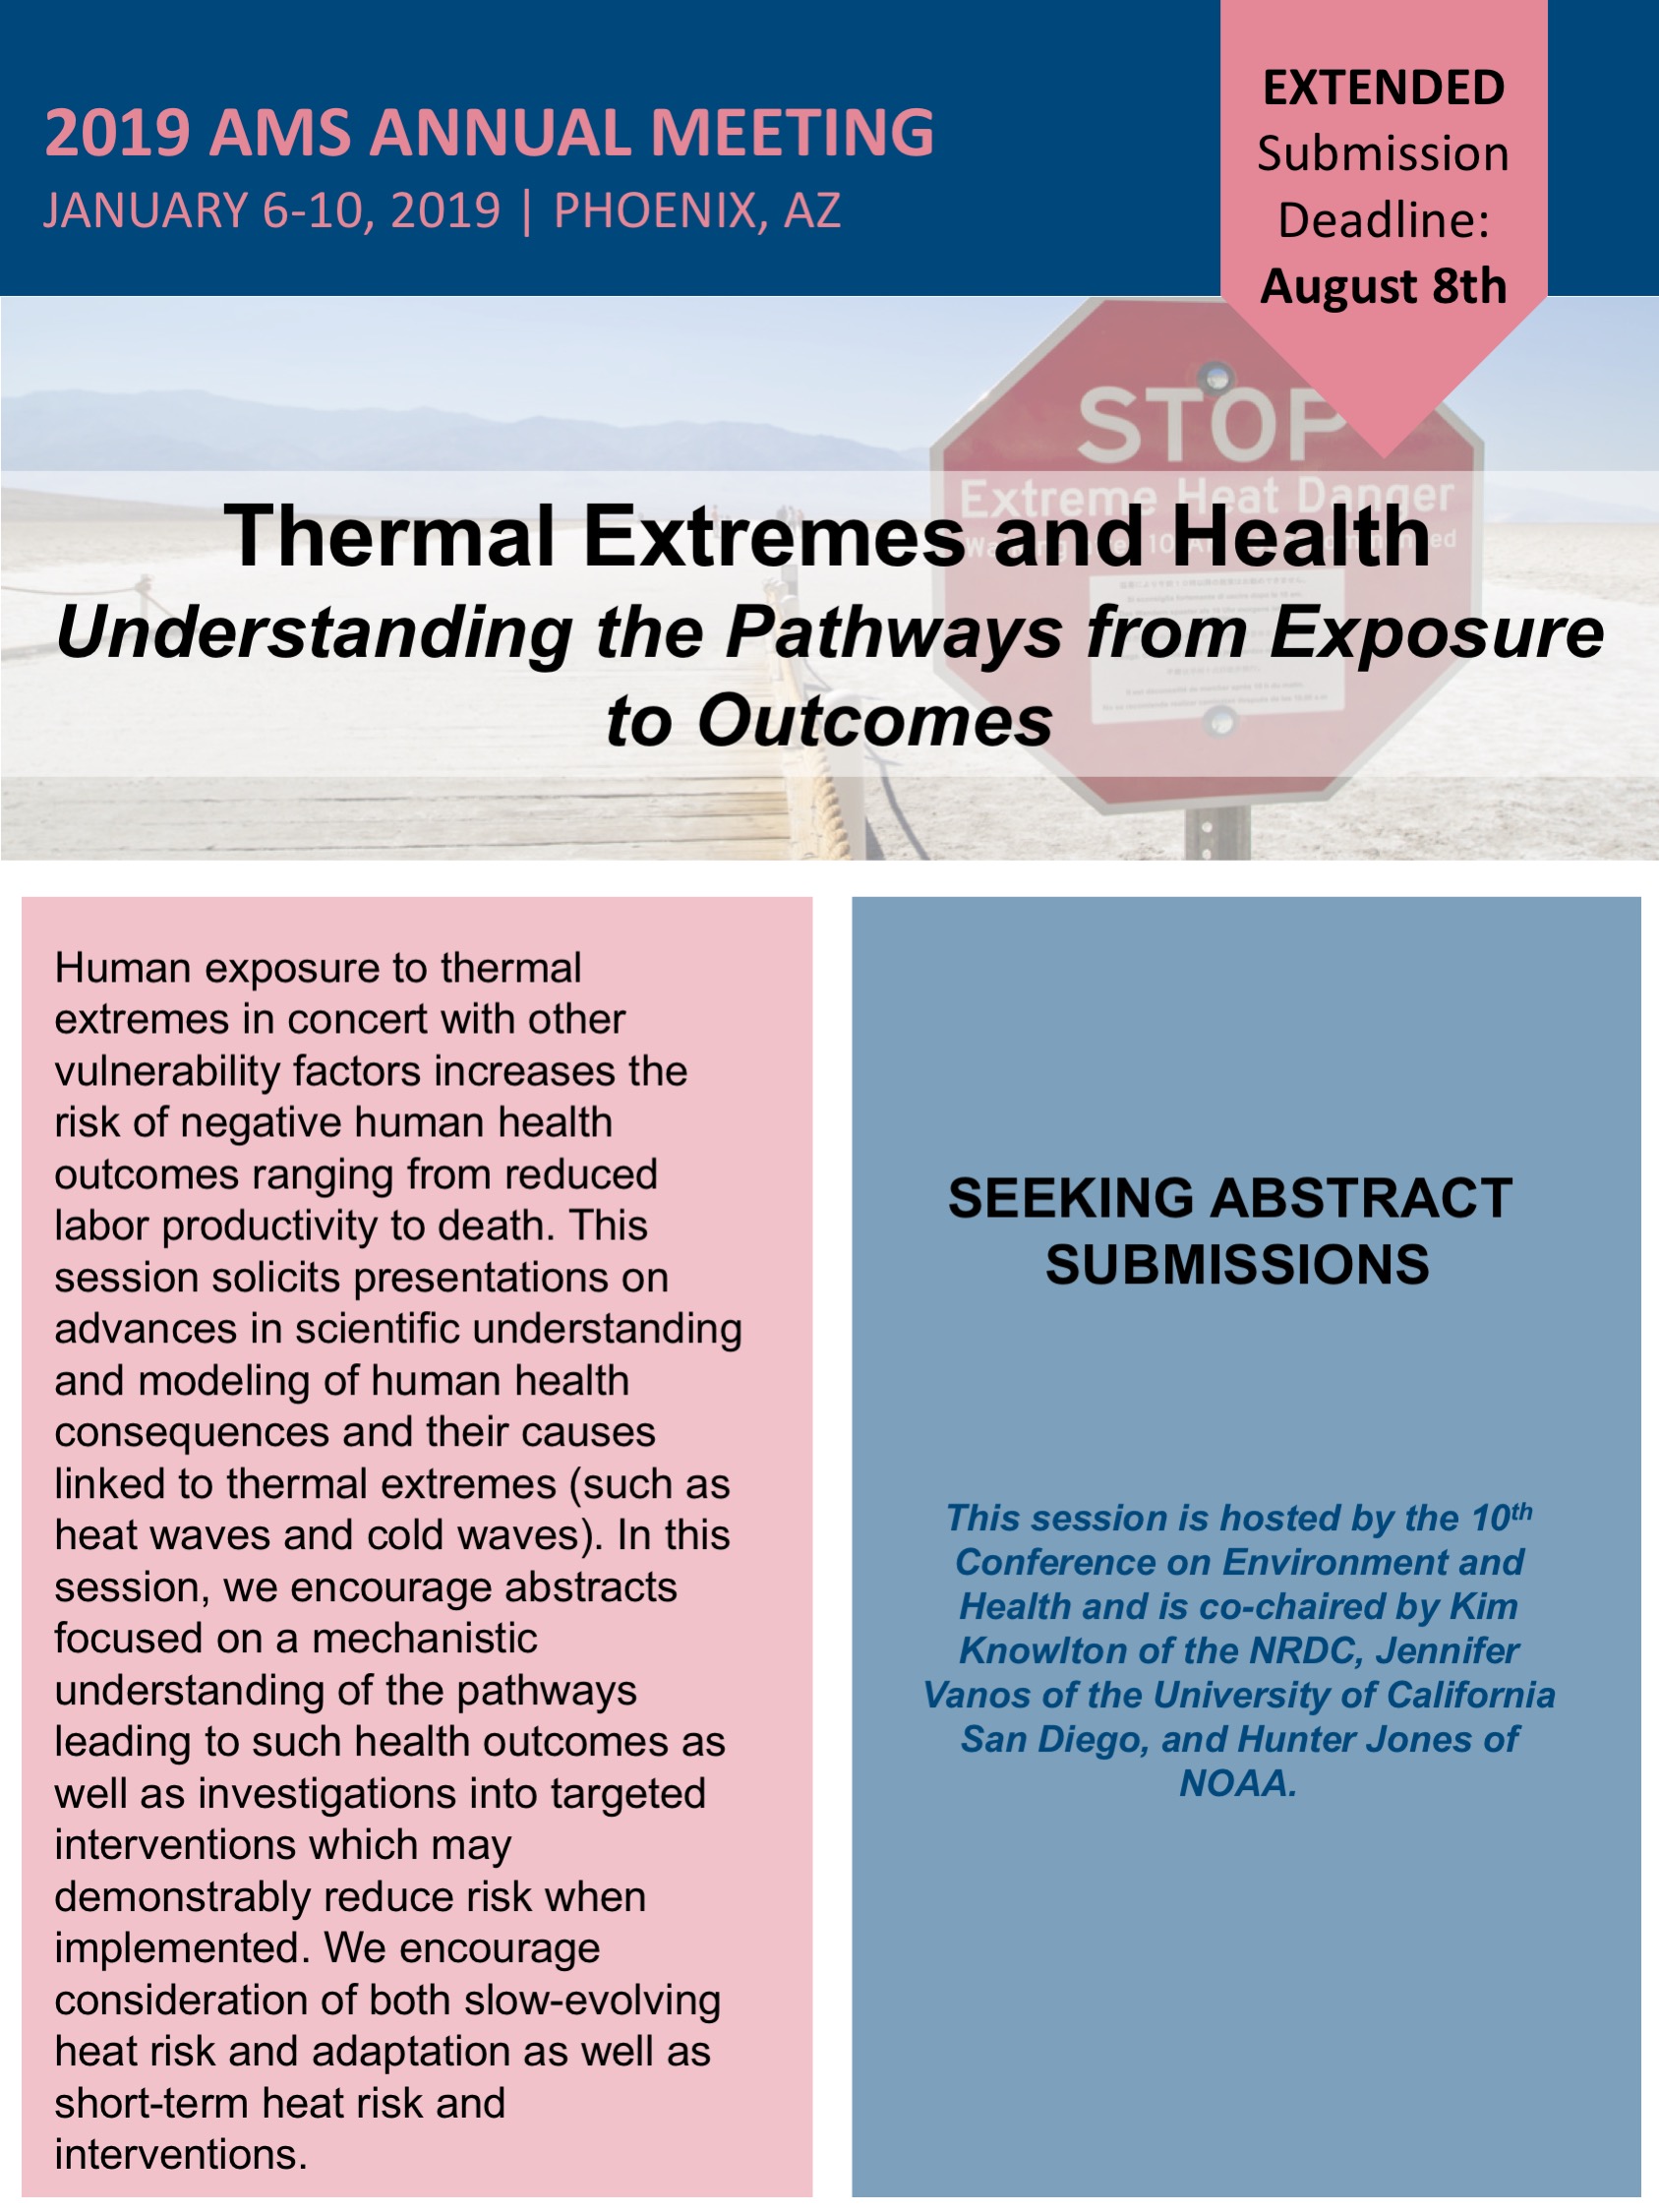 2019 AMS ANNUAL MEETING
JANUARY 6-10, 2019 | PHOENIX, AZ
EXTENDED
Submission
Deadline:
August 8th
STOP
Extreme Heat Danger
Thermal Extremes and Health
Understanding the Pathways from Exposure
to Outcomes
Human exposure to thermal
extremes in concert with other
vulnerability factors increases the
risk of negative human health
outcomes ranging from reduced
labor productivity to death. This
session solicits presentations on
advances in scientific understanding
and modeling of human health
consequences and their causes
linked to thermal extremes (such as
heat waves and cold waves). In this
session, we encourage abstracts
focused on a mechanistic
understanding of the pathways
leading to such health outcomes as
well as investigations into targeted
interventions which may
demonstrably reduce risk when
implemented. We encourage
consideration of both slow-evolving
heat risk and adaptation as well as
short-term heat risk and
interventions.
SEEKING ABSTRACT
SUBMISSIONS
This session is hosted by the 10th
Conference on Environment and
Health and is co-chaired by Kim
Knowlton of the NRDC, Jennifer
Vanos of the University of California
San Diego, and Hunter Jones of
NOAA.